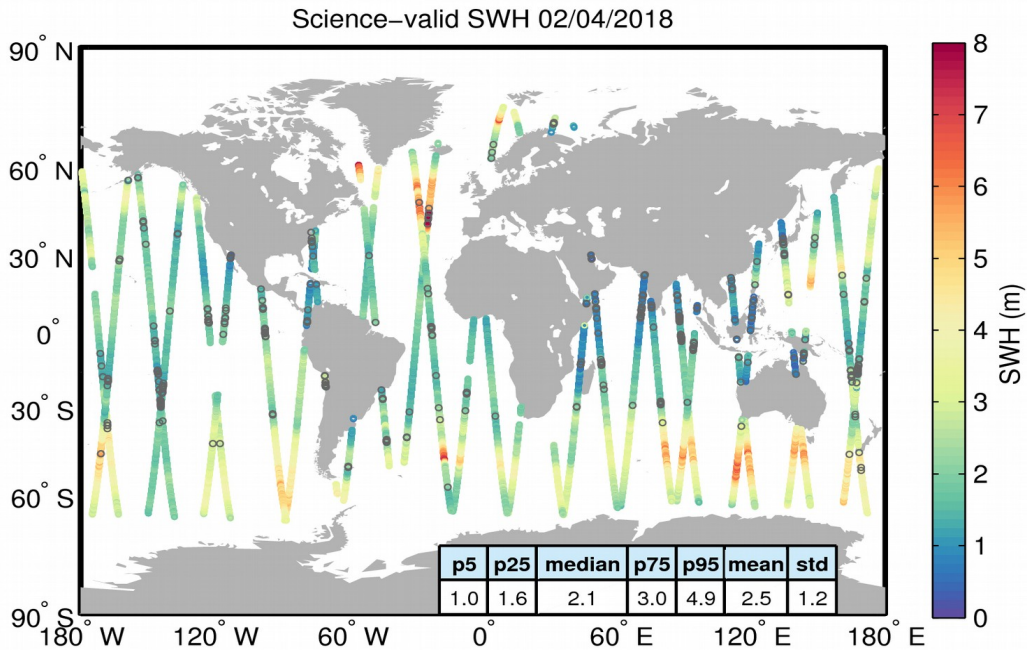 Science−valid SWH 02/04/2018
90° N
60° N
30° N
0°
30° S
60° S
90° S
180° W
120° W
60° W
0°
60° E
120° E
180° E
p5 p25 median p75 p95 mean std
1.0 1.6 2.1 3.0 4.9 2.5 1.2
8
7
6
5
4
3
2
1
0
SWH (m)